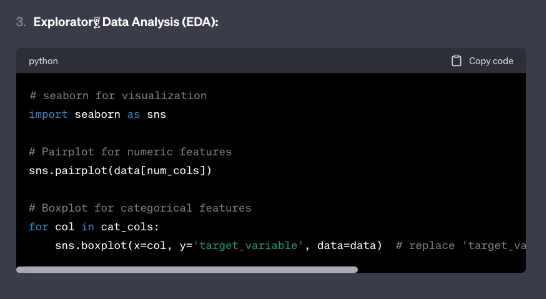 3. Exploratory Data Analysis (EDA):
python Copy code
# seaborn for visualization
import seaborn as sns
# Pairplot for numeric features
sns.pairplot(data[num_cols])
# Boxplot for categorical features
for col in cat_cols:
sns.boxplot(x=col, y='target_variable', data=data) # replace 'target_va